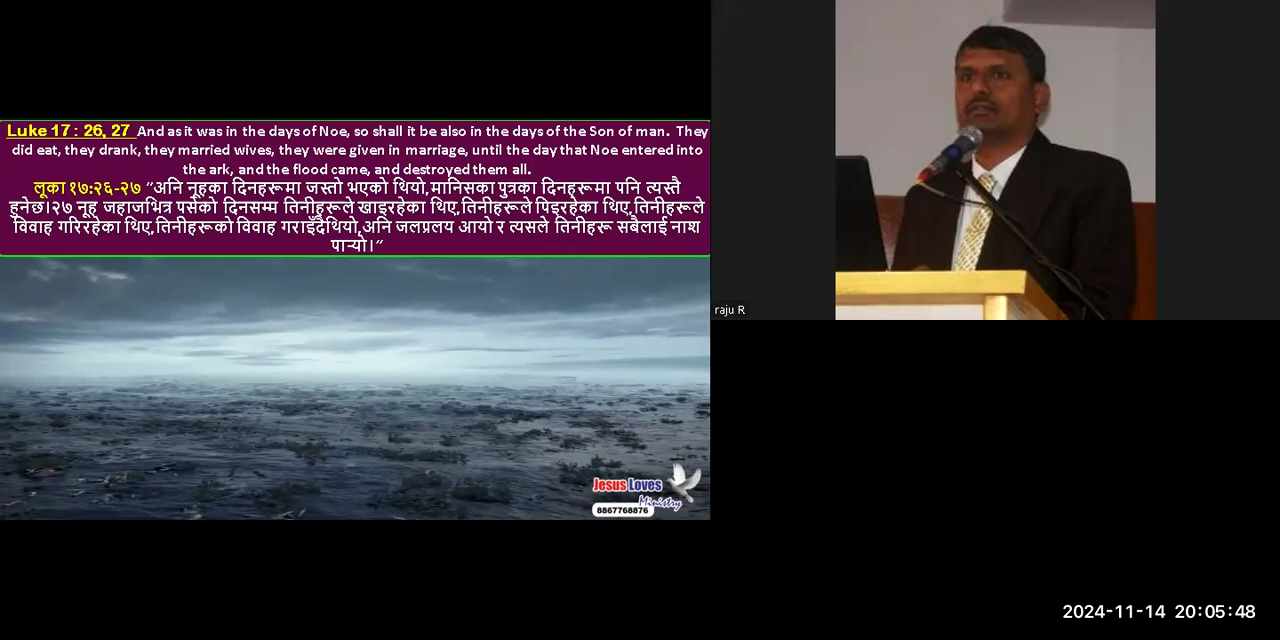 Luke 17 : 26, 27 And as it was in the days of Noe, so shall it be also in the days of the Son of man. They
did eat, they drank, they married wives, they were given in marriage, until the day that Noe entered into
the ark, and the flood came, and destroyed them all.
लूका १७:२६-२७ "अनि नूहका दिनहरूमा जस्तो भएको थियो,मानिसका पुत्रका दिनहरूमा पनि त्यस्तै
हुनेछ।२७ नूह जहाजभित्र पसेको दिनसम्म तिनीहरूले खाइरहेका थिए,तिनीहरूले पिइरहेका थिए,तिनीहरूले
विवाह गरिरहेका थिए,तिनीहरूको विवाह गराइँदैथियो,अनि जलप्रलय आयो र त्यसले तिनीहरू सबैलाई नाश
पार्‍यो।"
Jesus Loves
Ministry
8867768876
raju R
2024-11-14 20:05:48